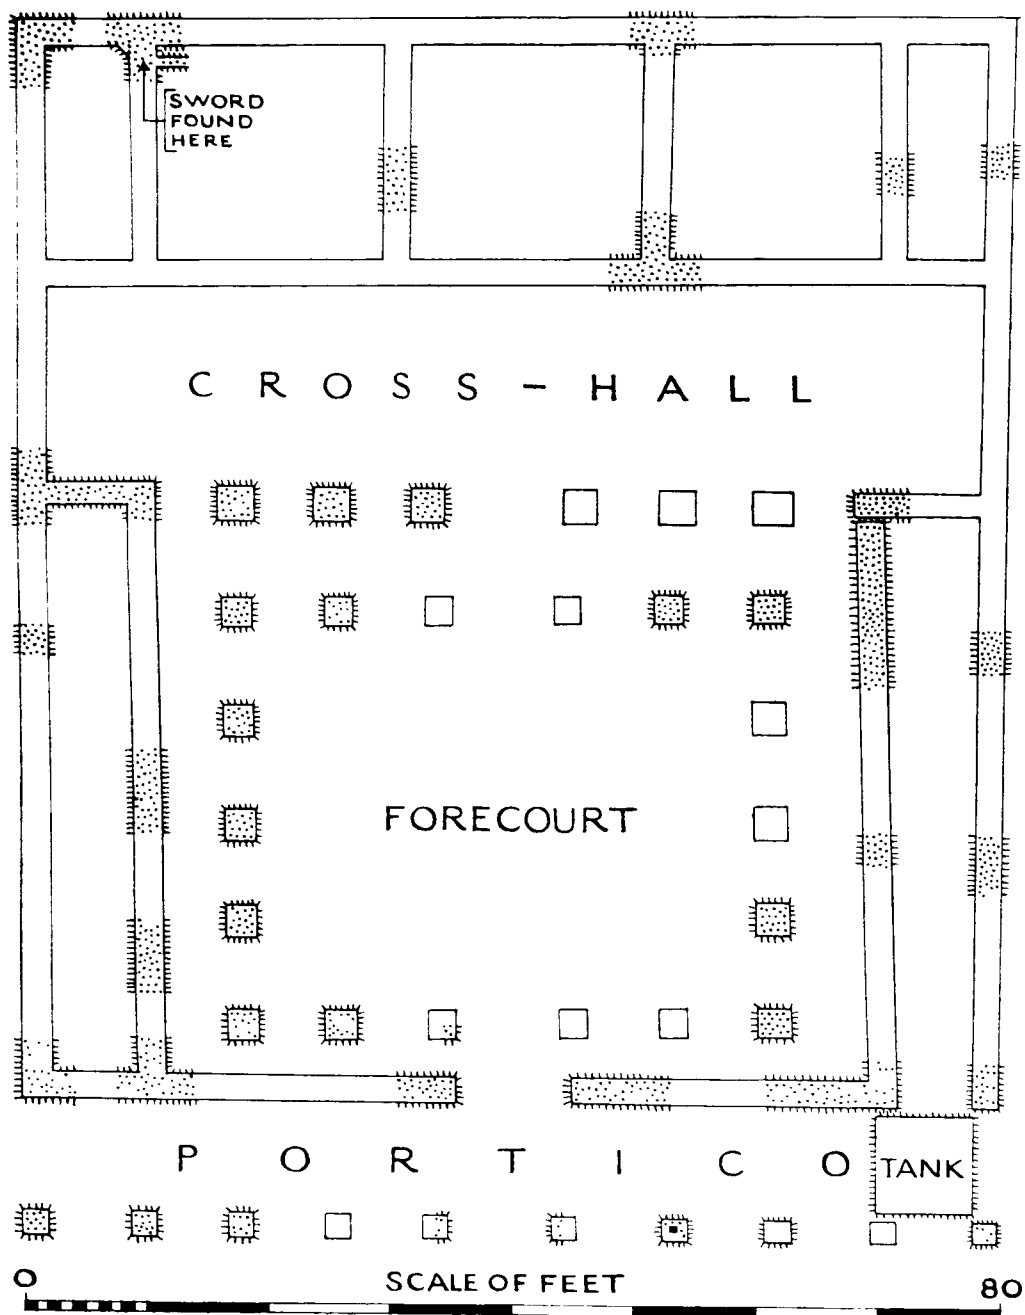 SWORD
FOUND
HERE
CROSS-HALL
FORECOURT
PORTICO
TANK
0 SCALE OF FEET 80